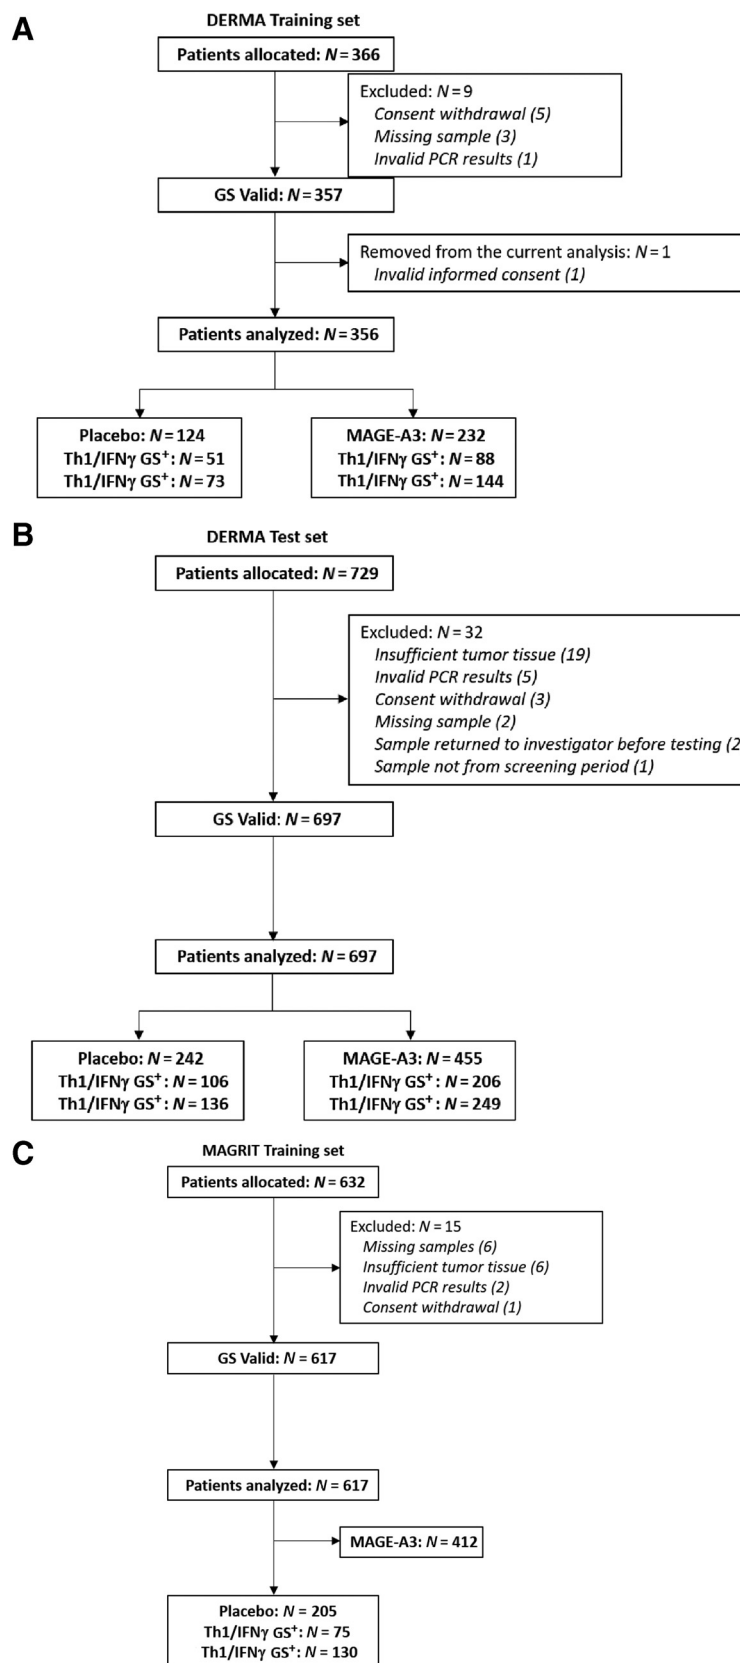 A
DERMA Training set
Patients allocated: N = 366
Excluded: N = 9
Consent withdrawal (5)
Missing sample (3)
Invalid PCR results (1)
GS Valid: N = 357
Removed from the current analysis: N = 1
Invalid informed consent (1)
Patients analyzed: N = 356
Placebo: N = 124
Th1/IFNγ GS⁺: N = 51
Th1/IFNγ GS⁺: N = 73
MAGE-A3: N = 232
Th1/IFNγ GS⁺: N = 88
Th1/IFNγ GS⁺: N = 144
B
DERMA Test set
Patients allocated: N = 729
Excluded: N = 32
Insufficient tumor tissue (19)
Invalid PCR results (5)
Consent withdrawal (3)
Missing sample (2)
Sample returned to investigator before testing (2
Sample not from screening period (1)
GS Valid: N = 697
Patients analyzed: N = 697
Placebo: N = 242
Th1/IFNγ GS⁺: N = 106
Th1/IFNγ GS⁺: N = 136
MAGE-A3: N = 455
Th1/IFNγ GS⁺: N = 206
Th1/IFNγ GS⁺: N = 249
C
MAGRIT Training set
Patients allocated: N = 632
Excluded: N = 15
Missing samples (6)
Insufficient tumor tissue (6)
Invalid PCR results (2)
Consent withdrawal (1)
GS Valid: N = 617
Patients analyzed: N = 617
MAGE-A3: N = 412
Placebo: N = 205
Th1/IFNγ GS⁺: N = 75
Th1/IFNγ GS⁺: N = 130